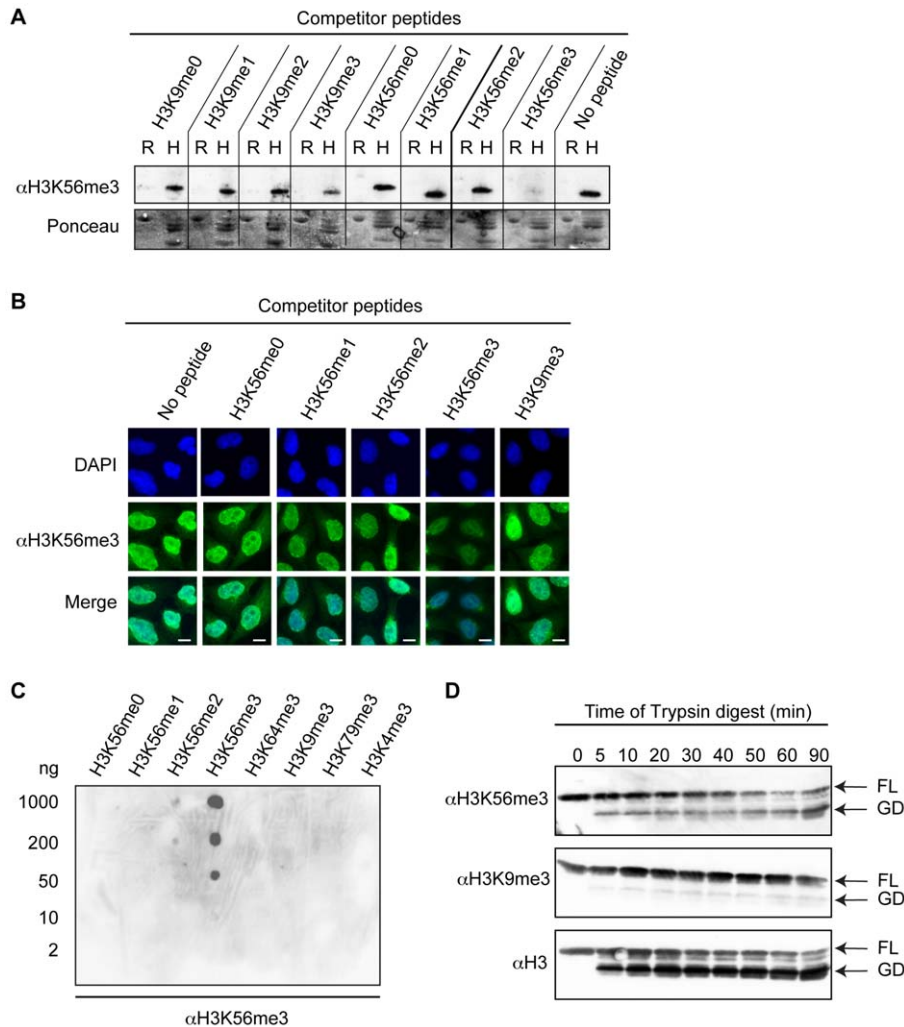 A
Competitor peptides
H3K9me0 H3K9me1 H3K9me2 H3K9me3 H3K56me0 H3K56me1 H3K56me2 H3K56me3 No peptide
R H R H R H R H R H R H R H R H R H
αH3K56me3
Ponceau
B
Competitor peptides
No peptide H3K56me0 H3K56me1 H3K56me2 H3K56me3 H3K9me3
DAPI
αH3K56me3
Merge
C
H3K56me0 H3K56me1 H3K56me2 H3K56me3 H3K64me3 H3K9me3 H3K79me3 H3K4me3
ng
1000
200
50
10
2
αH3K56me3
D
Time of Trypsin digest (min)
0 5 10 20 30 40 50 60 90
αH3K56me3
FL
GD
αH3K9me3
FL
GD
αH3
FL
GD